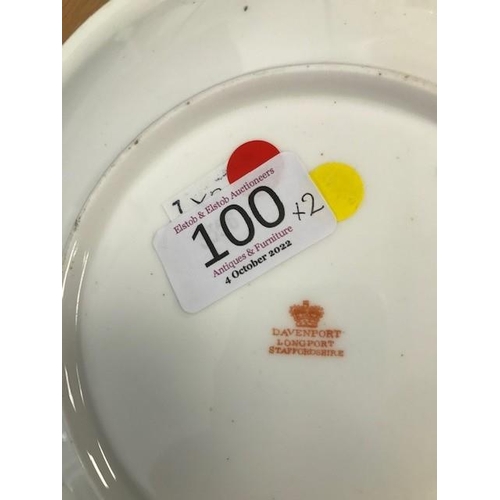 Elstob & Elstob Auctioneers
100 x2
Antiques & Furniture
4 October 2022
DAVENPORT
LONGPORT
STAFFORDSHIRE